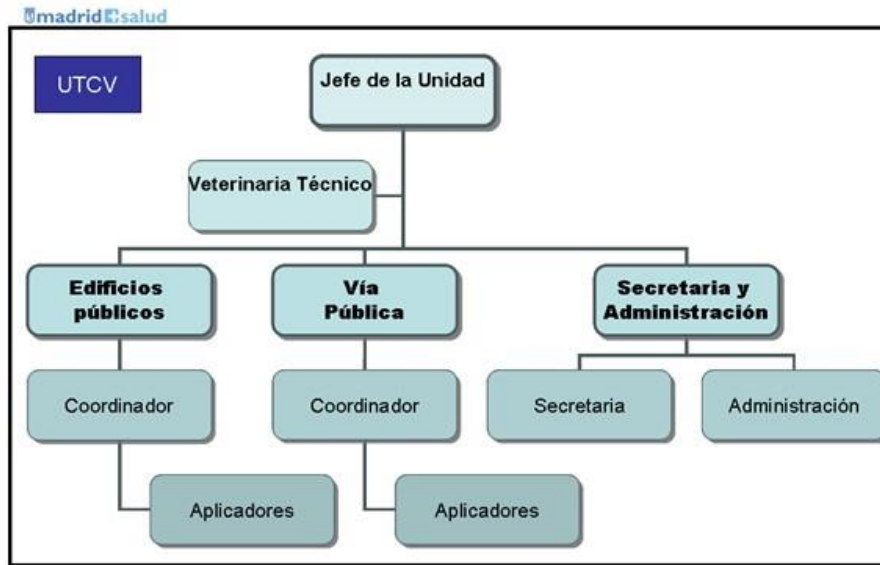 madrid salud
UTCV
Jefe de la Unidad
Veterinaria Técnico
Edificios
públicos
Vía
Pública
Secretaria y
Administración
Coordinador
Coordinador
Secretaria
Administración
Aplicadores
Aplicadores